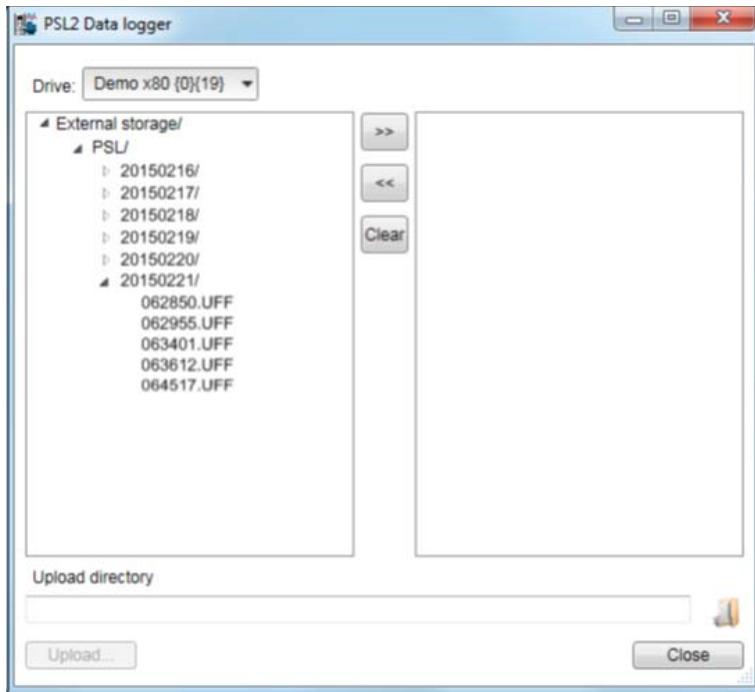 PSL2 Data logger
Drive: Demo x80 {0}{19}
External storage/
PSL/
20150216/
20150217/
20150218/
20150219/
20150220/
20150221/
062850.UFF
062955.UFF
063401.UFF
063612.UFF
064517.UFF
>>
<<
Clear
Upload directory
Upload...
Close